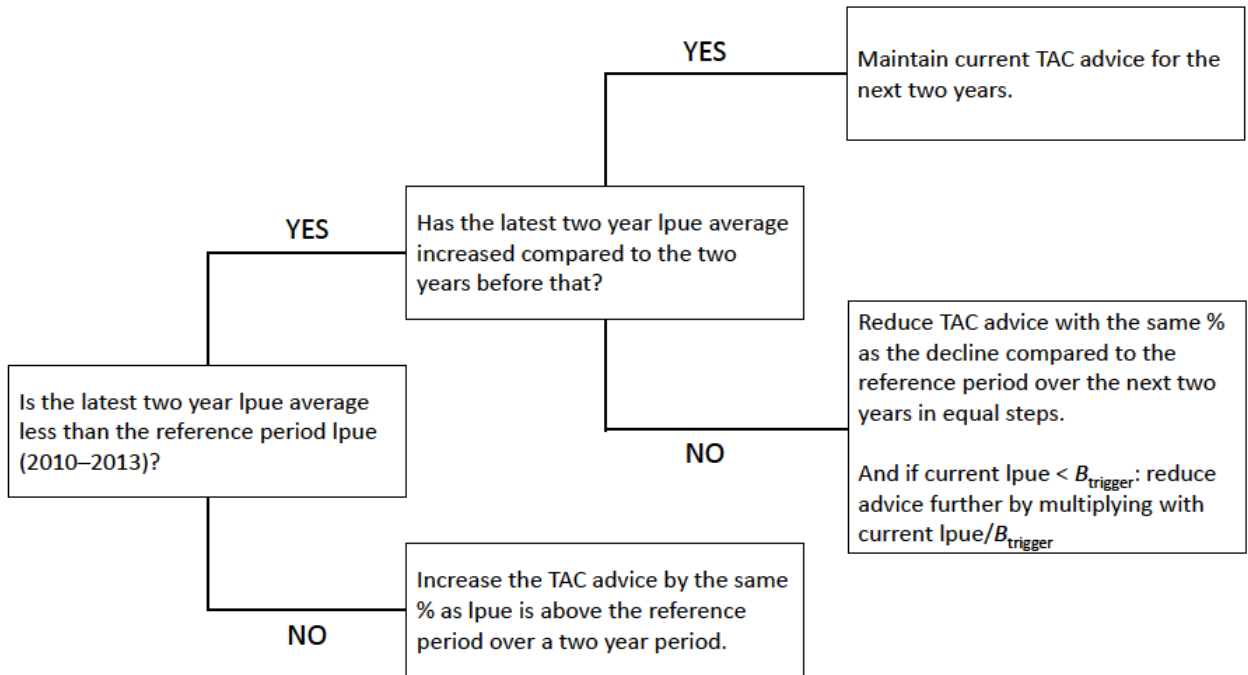 YES
Maintain current TAC advice for the
next two years.
YES
Has the latest two year lpue average
increased compared to the two
years before that?
Is the latest two year lpue average
less than the reference period lpue
(2010–2013)?
NO
Reduce TAC advice with the same %
as the decline compared to the
reference period over the next two
years in equal steps.
And if current lpue < Btrigger: reduce
advice further by multiplying with
current lpue/Btrigger
NO
Increase the TAC advice by the same
% as lpue is above the reference
period over a two year period.